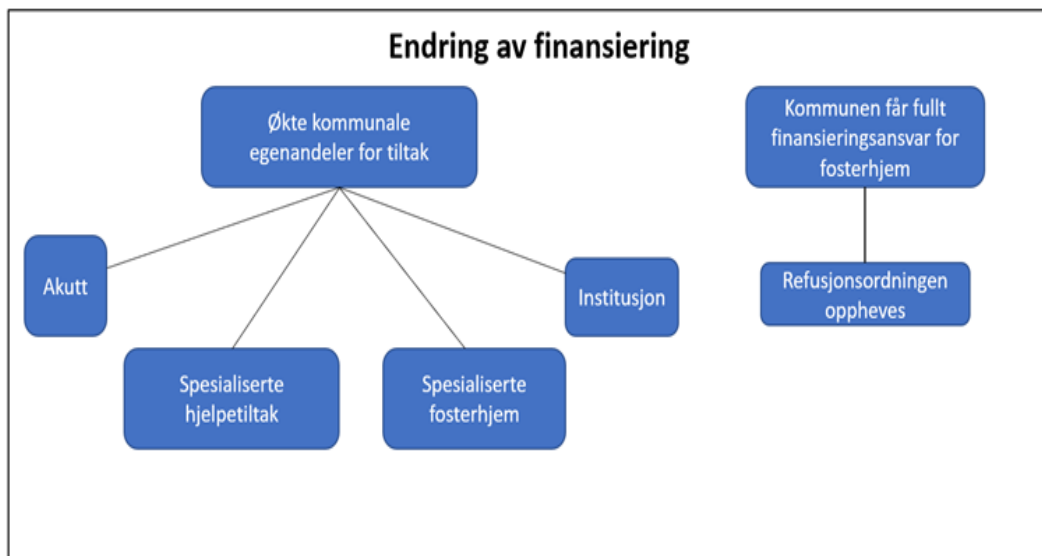 Endring av finansiering
Økte kommunale
egenandeler for tiltak
Kommunen får fullt
finansieringsansvar for
fosterhjem
Akutt
Institusjon
Refusjonsordningen
oppheves
Spesialiserte
hjelpetiltak
Spesialiserte
fosterhjem